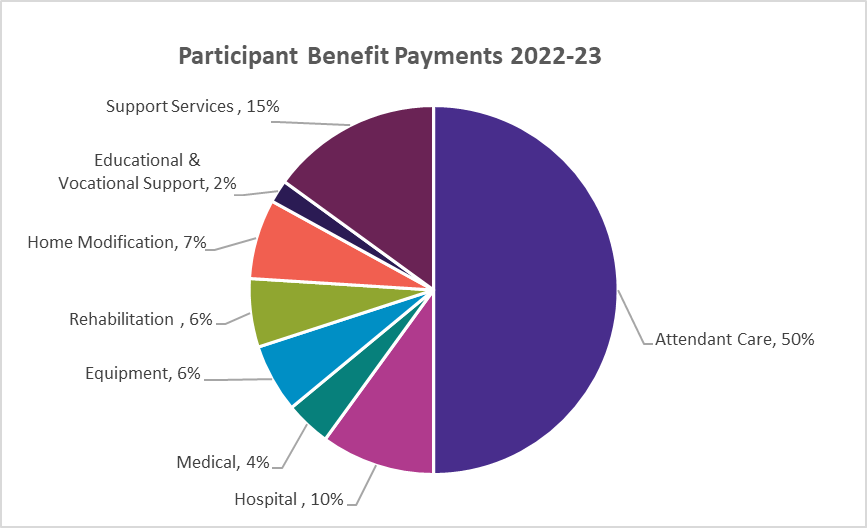 Participant Benefit Payments 2022-23
Support Services , 15%
Educational &
Vocational Support, 2%
Home Modification, 7%
Rehabilitation , 6%
Equipment, 6%
Medical, 4%
Hospital , 10%
Attendant Care, 50%